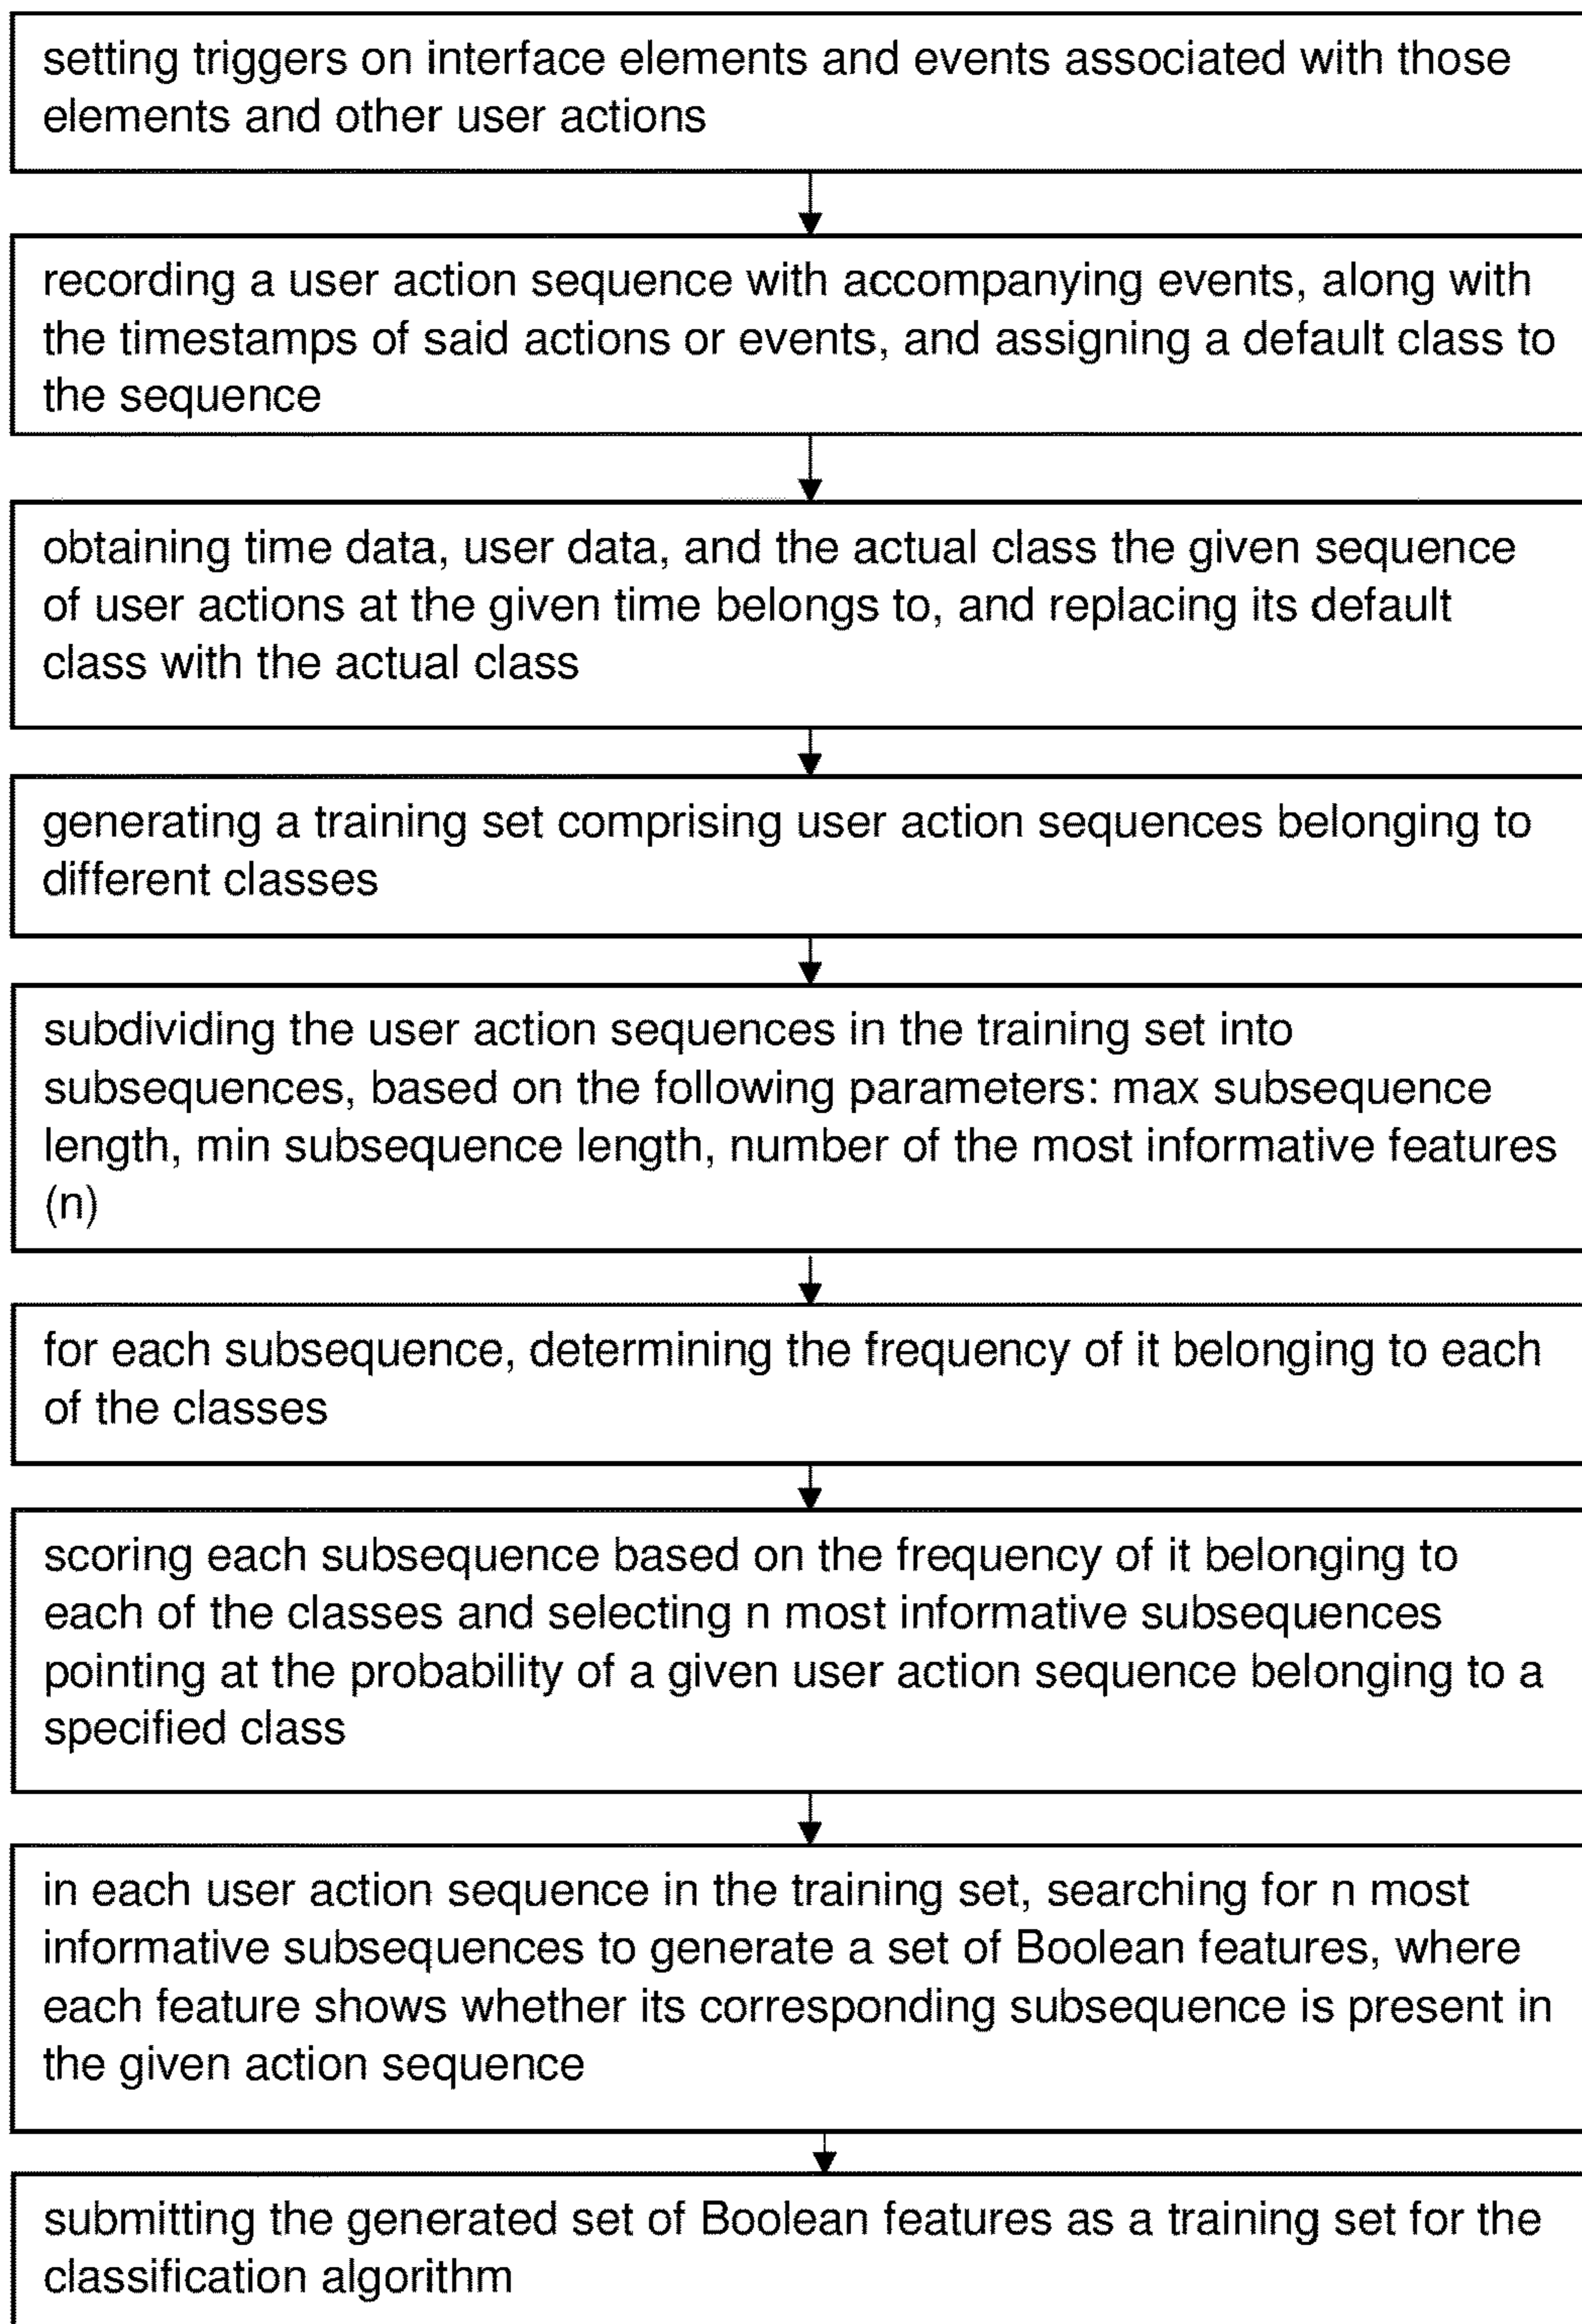 setting triggers on interface elements and events associated with those
elements and other user actions
recording a user action sequence with accompanying events, along with
the timestamps of said actions or events, and assigning a default class to
the sequence
obtaining time data, user data, and the actual class the given sequence
of user actions at the given time belongs to, and replacing its default
class with the actual class
generating a training set comprising user action sequences belonging to
different classes
subdividing the user action sequences in the training set into
subsequences, based on the following parameters: max subsequence
length, min subsequence length, number of the most informative features
(n)
for each subsequence, determining the frequency of it belonging to each
of the classes
scoring each subsequence based on the frequency of it belonging to
each of the classes and selecting n most informative subsequences
pointing at the probability of a given user action sequence belonging to a
specified class
in each user action sequence in the training set, searching for n most
informative subsequences to generate a set of Boolean features, where
each feature shows whether its corresponding subsequence is present in
the given action sequence
submitting the generated set of Boolean features as a training set for the
classification algorithm